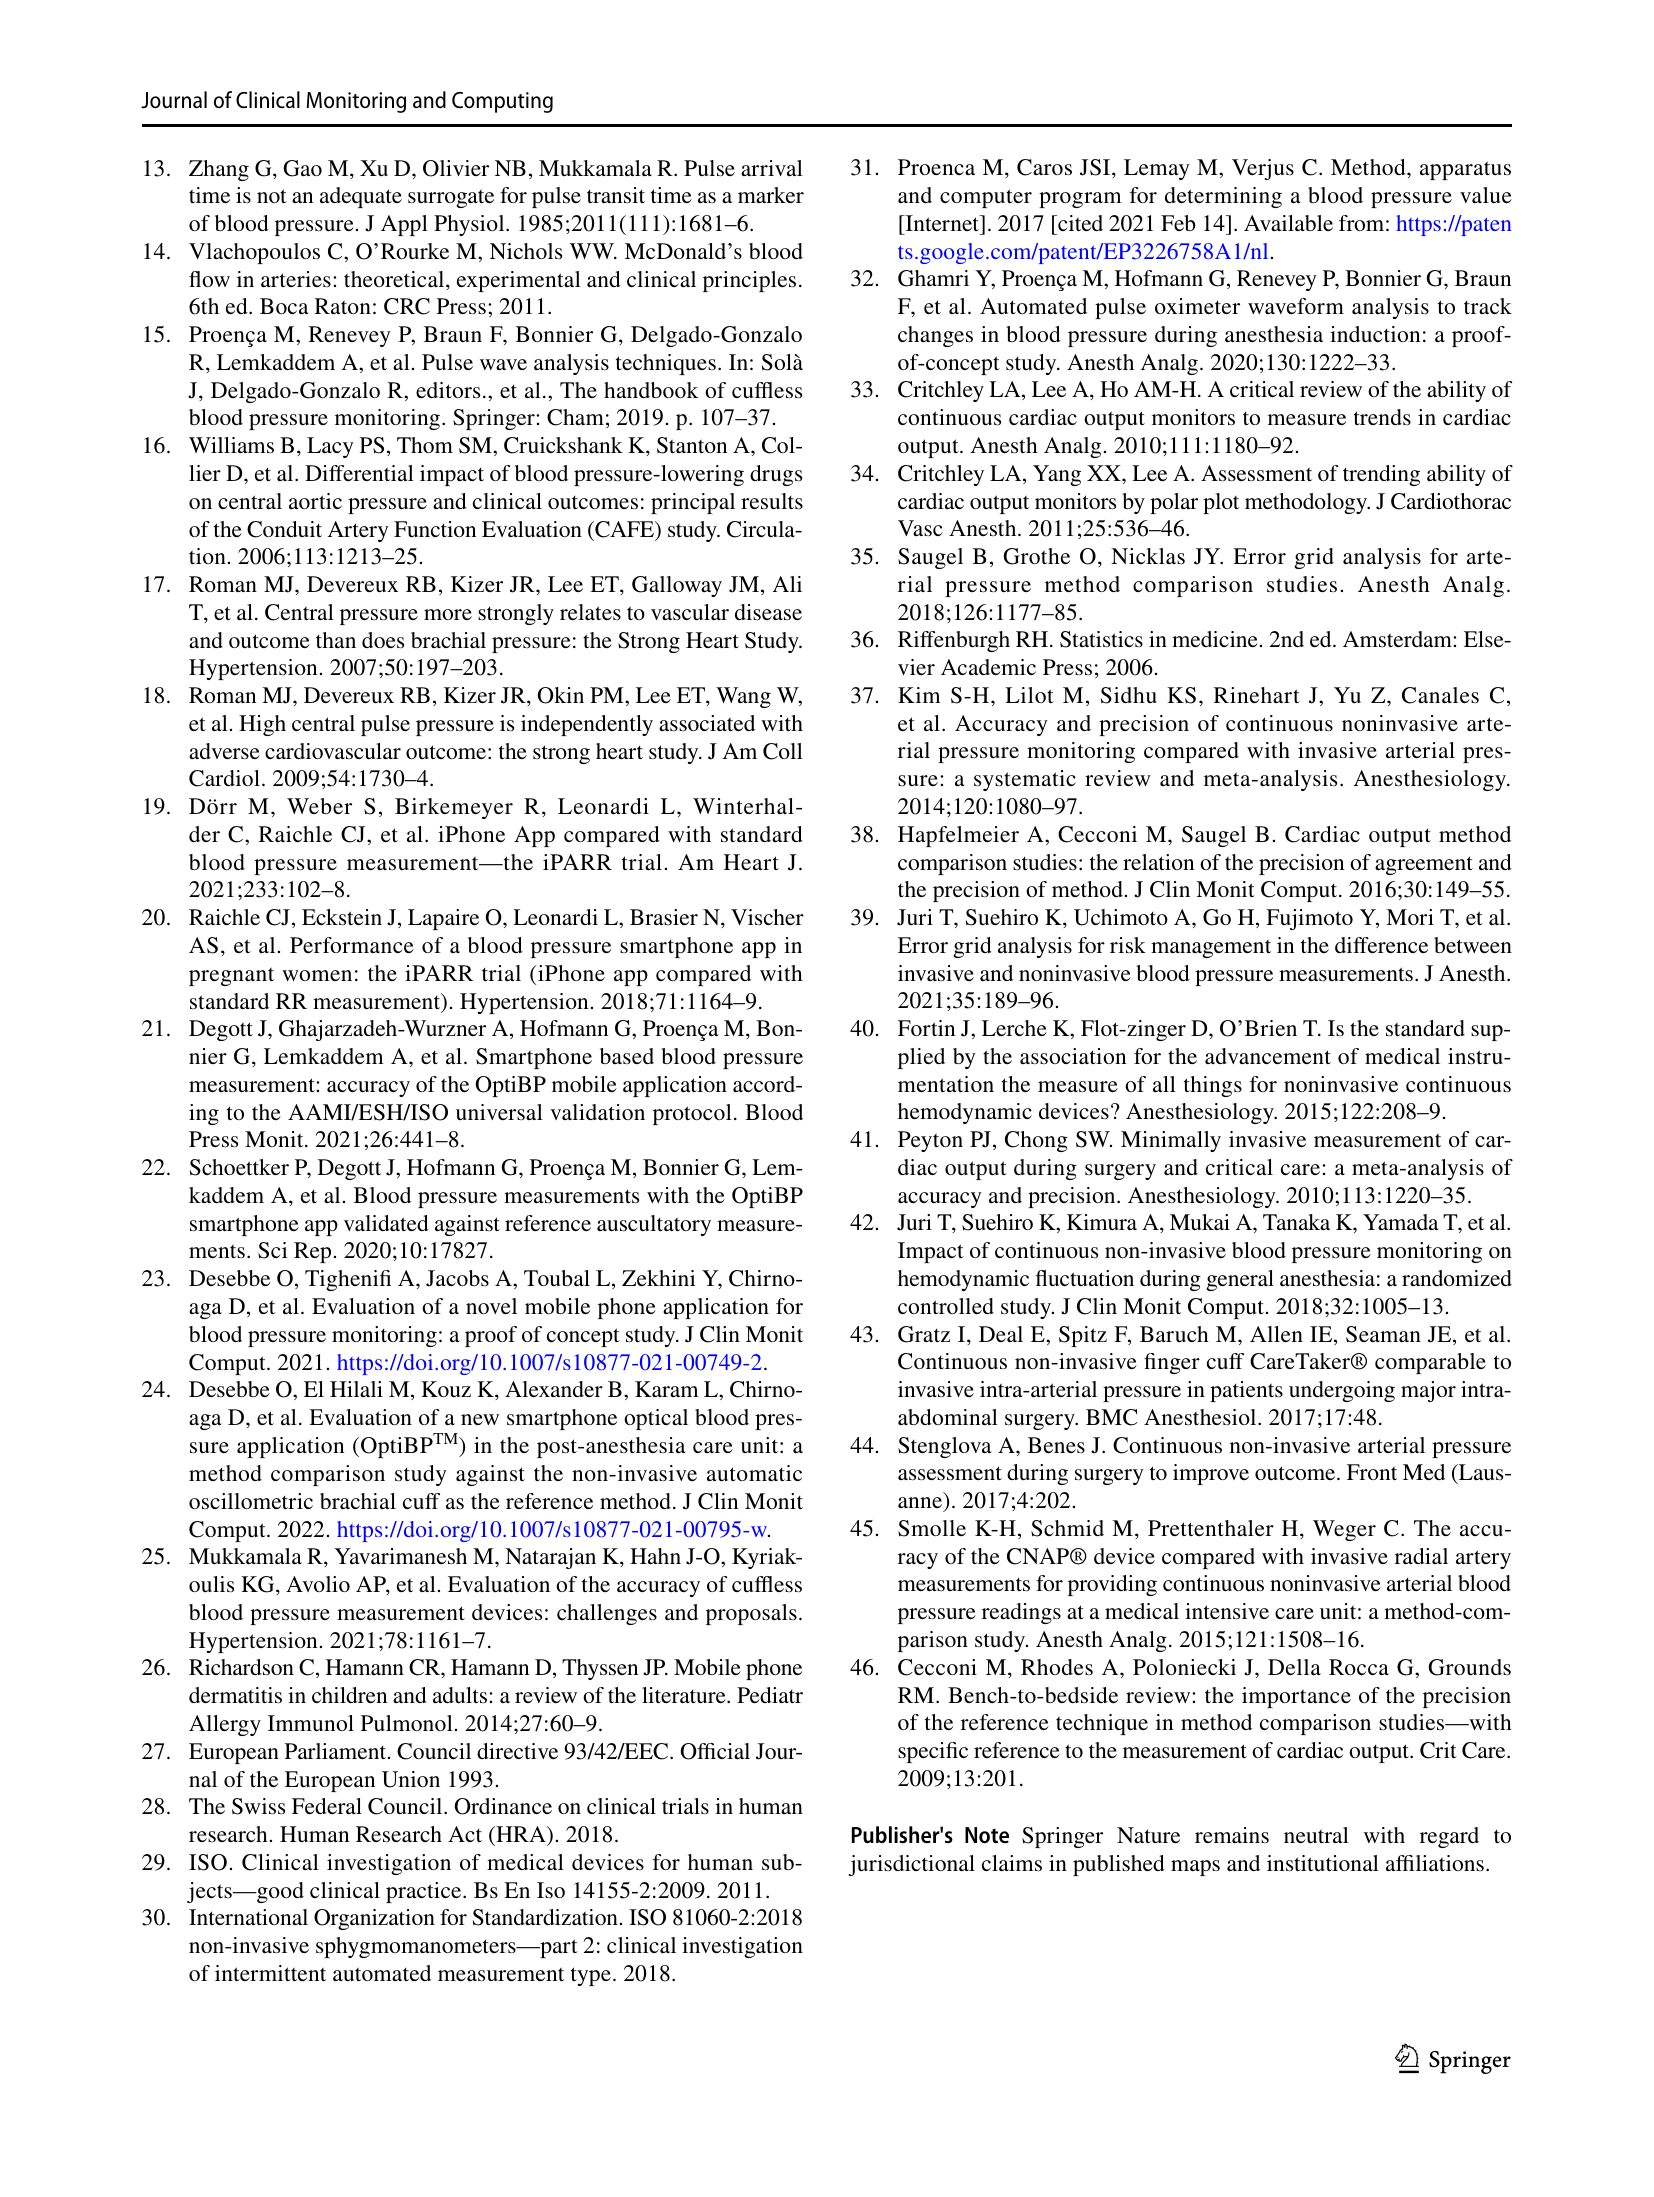 Journal of Clinical Monitoring and Computing
13. Zhang G, Gao M, Xu D, Olivier NB, Mukkamala R. Pulse arrival
time is not an adequate surrogate for pulse transit time as a marker
of blood pressure. J Appl Physiol. 1985;2011(111):1681–6.
14. Vlachopoulos C, O’Rourke M, Nichols WW. McDonald’s blood
flow in arteries: theoretical, experimental and clinical principles.
6th ed. Boca Raton: CRC Press; 2011.
15. Proença M, Renevey P, Braun F, Bonnier G, Delgado-Gonzalo
R, Lemkaddem A, et al. Pulse wave analysis techniques. In: Solà
J, Delgado-Gonzalo R, editors., et al., The handbook of cuffless
blood pressure monitoring. Springer: Cham; 2019. p. 107–37.
16. Williams B, Lacy PS, Thom SM, Cruickshank K, Stanton A, Col-
lier D, et al. Differential impact of blood pressure-lowering drugs
on central aortic pressure and clinical outcomes: principal results
of the Conduit Artery Function Evaluation (CAFE) study. Circula-
tion. 2006;113:1213–25.
17. Roman MJ, Devereux RB, Kizer JR, Lee ET, Galloway JM, Ali
T, et al. Central pressure more strongly relates to vascular disease
and outcome than does brachial pressure: the Strong Heart Study.
Hypertension. 2007;50:197–203.
18. Roman MJ, Devereux RB, Kizer JR, Okin PM, Lee ET, Wang W,
et al. High central pulse pressure is independently associated with
adverse cardiovascular outcome: the strong heart study. J Am Coll
Cardiol. 2009;54:1730–4.
19. Dörr M, Weber S, Birkemeyer R, Leonardi L, Winterhal-
der C, Raichle CJ, et al. iPhone App compared with standard
blood pressure measurement—the iPARR trial. Am Heart J.
2021;233:102–8.
20. Raichle CJ, Eckstein J, Lapaire O, Leonardi L, Brasier N, Vischer
AS, et al. Performance of a blood pressure smartphone app in
pregnant women: the iPARR trial (iPhone app compared with
standard RR measurement). Hypertension. 2018;71:1164–9.
21. Degott J, Ghajarzadeh-Wurzner A, Hofmann G, Proença M, Bon-
nier G, Lemkaddem A, et al. Smartphone based blood pressure
measurement: accuracy of the OptiBP mobile application accord-
ing to the AAMI/ESH/ISO universal validation protocol. Blood
Press Monit. 2021;26:441–8.
22. Schoettker P, Degott J, Hofmann G, Proença M, Bonnier G, Lem-
kaddem A, et al. Blood pressure measurements with the OptiBP
smartphone app validated against reference auscultatory measure-
ments. Sci Rep. 2020;10:17827.
23. Desebbe O, Tighenifi A, Jacobs A, Toubal L, Zekhini Y, Chirno-
aga D, et al. Evaluation of a novel mobile phone application for
blood pressure monitoring: a proof of concept study. J Clin Monit
Comput. 2021. https://doi.org/10.1007/s10877-021-00749-2.
24. Desebbe O, El Hilali M, Kouz K, Alexander B, Karam L, Chirno-
aga D, et al. Evaluation of a new smartphone optical blood pres-
sure application (OptiBP™) in the post-anesthesia care unit: a
method comparison study against the non-invasive automatic
oscillometric brachial cuff as the reference method. J Clin Monit
Comput. 2022. https://doi.org/10.1007/s10877-021-00795-w.
25. Mukkamala R, Yavarimanesh M, Natarajan K, Hahn J-O, Kyriak-
oulis KG, Avolio AP, et al. Evaluation of the accuracy of cuffless
blood pressure measurement devices: challenges and proposals.
Hypertension. 2021;78:1161–7.
26. Richardson C, Hamann CR, Hamann D, Thyssen JP. Mobile phone
dermatitis in children and adults: a review of the literature. Pediatr
Allergy Immunol Pulmonol. 2014;27:60–9.
27. European Parliament. Council directive 93/42/EEC. Official Jour-
nal of the European Union 1993.
28. The Swiss Federal Council. Ordinance on clinical trials in human
research. Human Research Act (HRA). 2018.
29. ISO. Clinical investigation of medical devices for human sub-
jects—good clinical practice. Bs En Iso 14155-2:2009. 2011.
30. International Organization for Standardization. ISO 81060-2:2018
non-invasive sphygmomanometers—part 2: clinical investigation
of intermittent automated measurement type. 2018.
31. Proenca M, Caros JSI, Lemay M, Verjus C. Method, apparatus
and computer program for determining a blood pressure value
[Internet]. 2017 [cited 2021 Feb 14]. Available from: https://paten
ts.google.com/patent/EP3226758A1/nl.
32. Ghamri Y, Proença M, Hofmann G, Renevey P, Bonnier G, Braun
F, et al. Automated pulse oximeter waveform analysis to track
changes in blood pressure during anesthesia induction: a proof-
of-concept study. Anesth Analg. 2020;130:1222–33.
33. Critchley LA, Lee A, Ho AM-H. A critical review of the ability of
continuous cardiac output monitors to measure trends in cardiac
output. Anesth Analg. 2010;111:1180–92.
34. Critchley LA, Yang XX, Lee A. Assessment of trending ability of
cardiac output monitors by polar plot methodology. J Cardiothorac
Vasc Anesth. 2011;25:536–46.
35. Saugel B, Grothe O, Nicklas JY. Error grid analysis for arte-
rial pressure method comparison studies. Anesth Analg.
2018;126:1177–85.
36. Riffenburgh RH. Statistics in medicine. 2nd ed. Amsterdam: Else-
vier Academic Press; 2006.
37. Kim S-H, Lilot M, Sidhu KS, Rinehart J, Yu Z, Canales C,
et al. Accuracy and precision of continuous noninvasive arte-
rial pressure monitoring compared with invasive arterial pres-
sure: a systematic review and meta-analysis. Anesthesiology.
2014;120:1080–97.
38. Hapfelmeier A, Cecconi M, Saugel B. Cardiac output method
comparison studies: the relation of the precision of agreement and
the precision of method. J Clin Monit Comput. 2016;30:149–55.
39. Juri T, Suehiro K, Uchimoto A, Go H, Fujimoto Y, Mori T, et al.
Error grid analysis for risk management in the difference between
invasive and noninvasive blood pressure measurements. J Anesth.
2021;35:189–96.
40. Fortin J, Lerche K, Flot-zinger D, O’Brien T. Is the standard sup-
plied by the association for the advancement of medical instru-
mentation the measure of all things for noninvasive continuous
hemodynamic devices? Anesthesiology. 2015;122:208–9.
41. Peyton PJ, Chong SW. Minimally invasive measurement of car-
diac output during surgery and critical care: a meta-analysis of
accuracy and precision. Anesthesiology. 2010;113:1220–35.
42. Juri T, Suehiro K, Kimura A, Mukai A, Tanaka K, Yamada T, et al.
Impact of continuous non-invasive blood pressure monitoring on
hemodynamic fluctuation during general anesthesia: a randomized
controlled study. J Clin Monit Comput. 2018;32:1005–13.
43. Gratz I, Deal E, Spitz F, Baruch M, Allen IE, Seaman JE, et al.
Continuous non-invasive finger cuff CareTaker® comparable to
invasive intra-arterial pressure in patients undergoing major intra-
abdominal surgery. BMC Anesthesiol. 2017;17:48.
44. Stenglova A, Benes J. Continuous non-invasive arterial pressure
assessment during surgery to improve outcome. Front Med (Laus-
anne). 2017;4:202.
45. Smolle K-H, Schmid M, Prettenthaler H, Weger C. The accu-
racy of the CNAP® device compared with invasive radial artery
measurements for providing continuous noninvasive arterial blood
pressure readings at a medical intensive care unit: a method-com-
parison study. Anesth Analg. 2015;121:1508–16.
46. Cecconi M, Rhodes A, Poloniecki J, Della Rocca G, Grounds
RM. Bench-to-bedside review: the importance of the precision
of the reference technique in method comparison studies—with
specific reference to the measurement of cardiac output. Crit Care.
2009;13:201.
Publisher's Note Springer Nature remains neutral with regard to
jurisdictional claims in published maps and institutional affiliations.
Springer